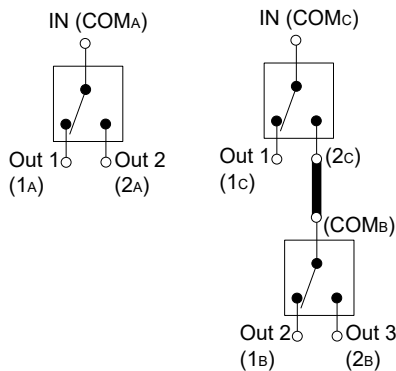 IN (COMA)
Out 1
(1A)
Out 2
(2A)
IN (COMC)
Out 1
(1C)
(2C)
(COMB)
Out 2
(1B)
Out 3
(2B)